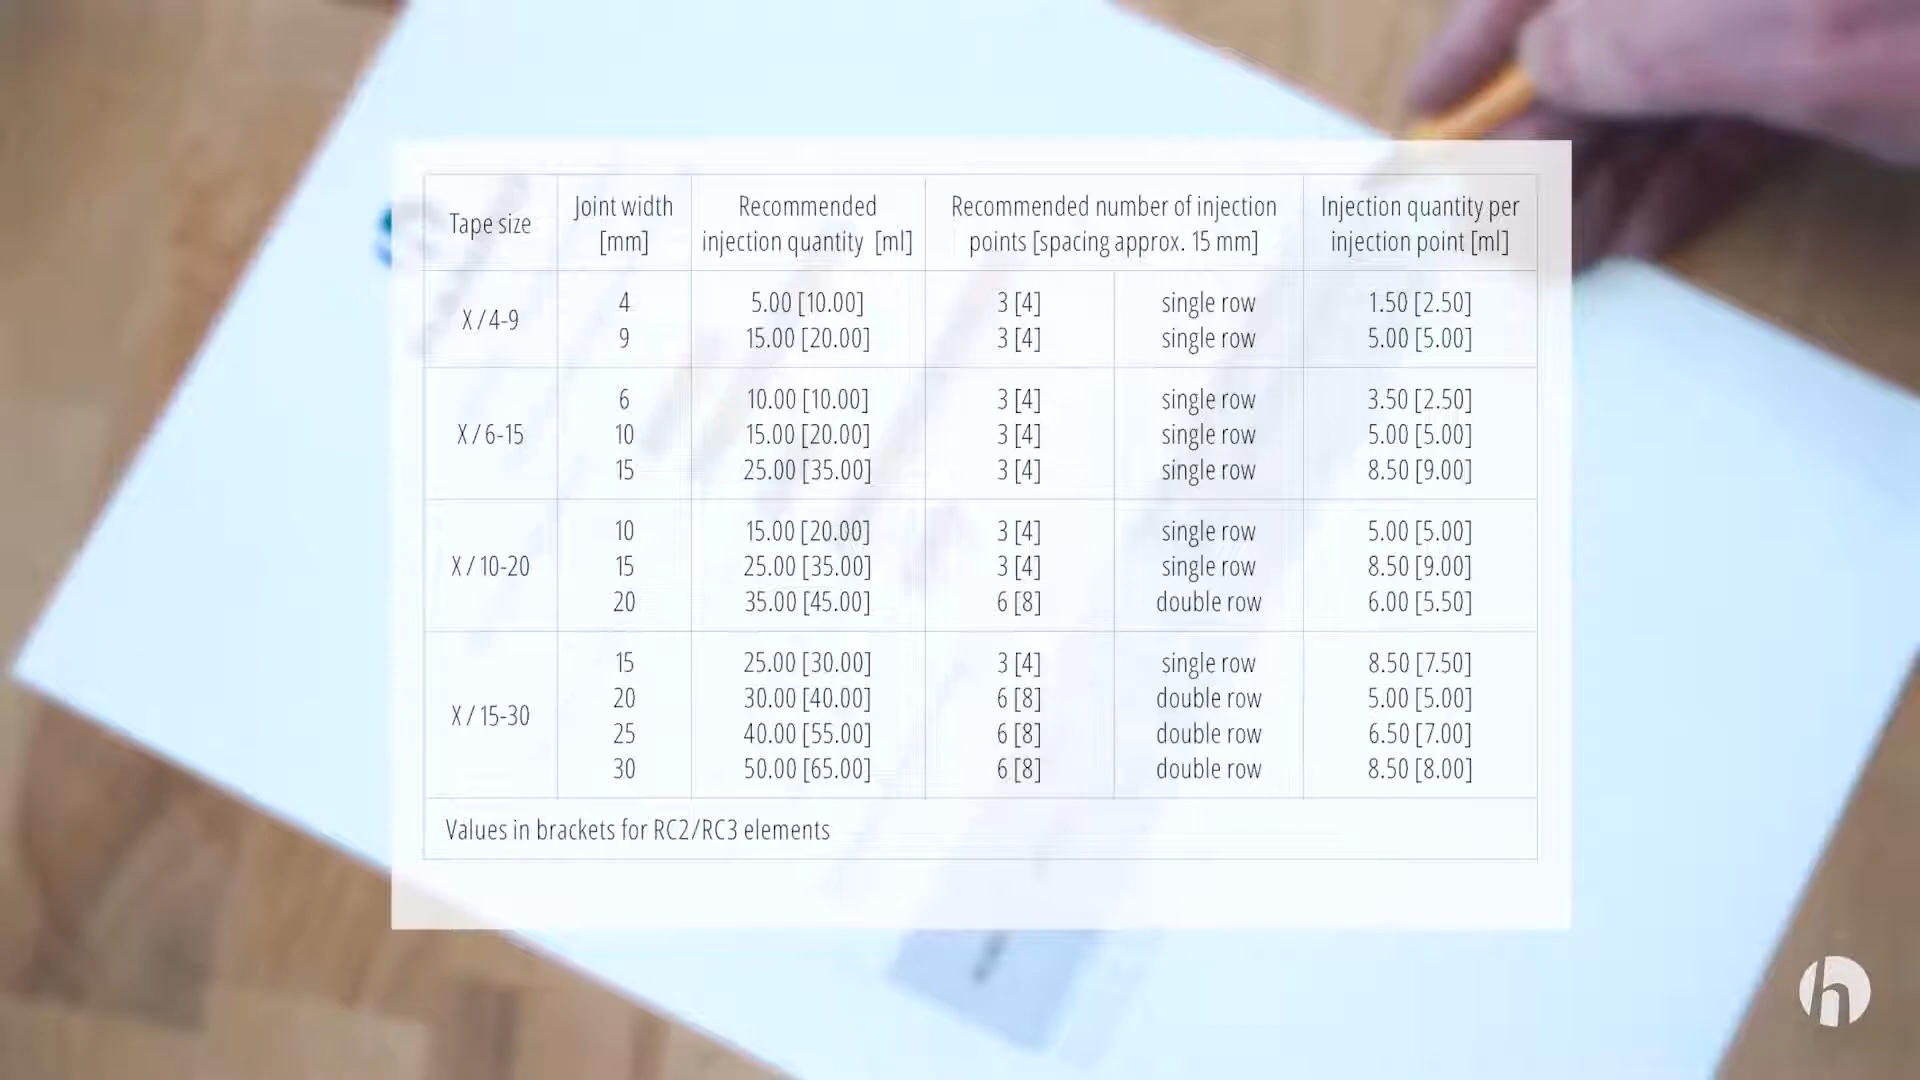 Tape size
Joint width
[mm]
Recommended
injection quantity [ml]
Recommended number of injection
points [spacing approx. 15 mm]
Injection quantity per
injection point [ml]
X / 4-9
4 5.00 [10.00] 3 [4] single row 1.50 [2.50]
9 15.00 [20.00] 3 [4] single row 5.00 [5.00]
X / 6-15
6 10.00 [10.00] 3 [4] single row 3.50 [2.50]
10 15.00 [20.00] 3 [4] single row 5.00 [5.00]
15 25.00 [35.00] 3 [4] single row 8.50 [9.00]
X / 10-20
10 15.00 [20.00] 3 [4] single row 5.00 [5.00]
15 25.00 [35.00] 3 [4] single row 8.50 [9.00]
20 35.00 [45.00] 6 [8] double row 6.00 [5.50]
X / 15-30
15 25.00 [30.00] 3 [4] single row 8.50 [7.50]
20 30.00 [40.00] 6 [8] double row 5.00 [5.00]
25 40.00 [55.00] 6 [8] double row 6.50 [7.00]
30 50.00 [65.00] 6 [8] double row 8.50 [8.00]
Values in brackets for RC2/RC3 elements
h